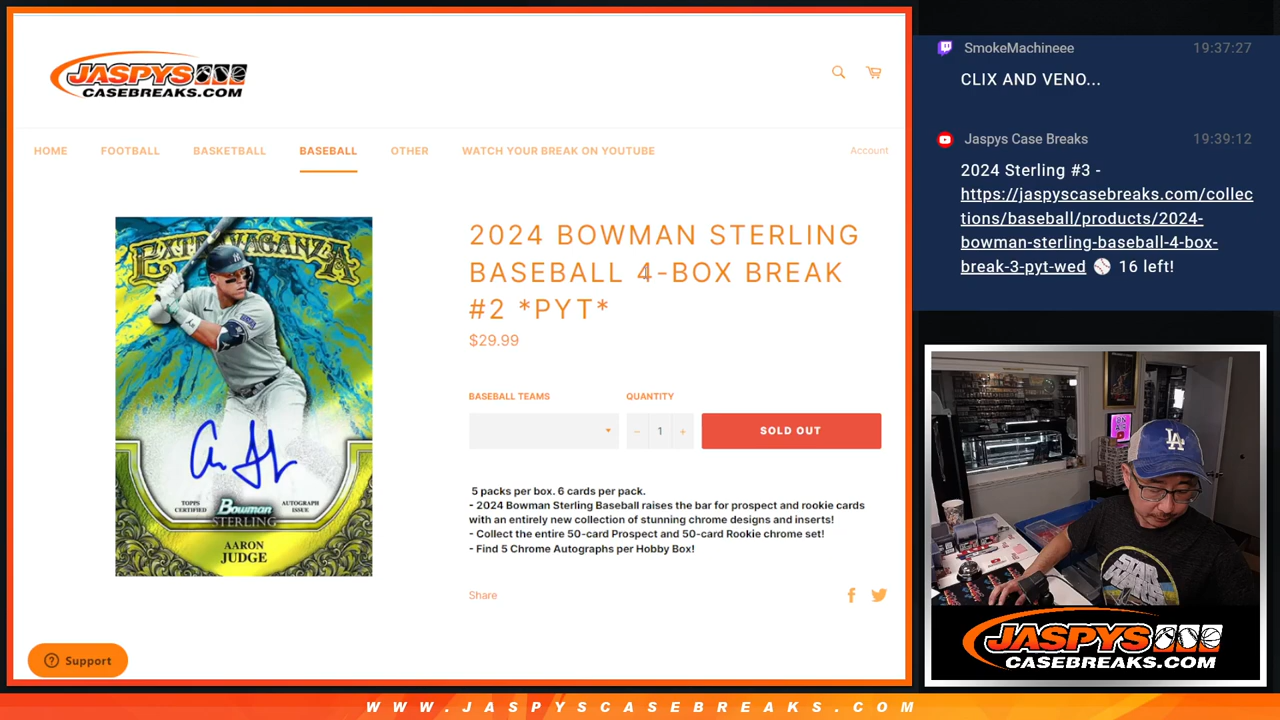 JASPYS
CASEBREAKS.COM
HOME FOOTBALL BASKETBALL BASEBALL OTHER WATCH YOUR BREAK ON YOUTUBE Account
EXTRAVAGANZA
TOPPS CERTIFIED
Bowman
STERLING
AUTOGRAPH ISSUE
AARON
JUDGE
2024 BOWMAN STERLING
BASEBALL 4-BOX BREAK
#2 *PYT*
$29.99
BASEBALL TEAMS QUANTITY
− 1 + SOLD OUT
5 packs per box. 6 cards per pack.
- 2024 Bowman Sterling Baseball raises the bar for prospect and rookie cards
with an entirely new collection of stunning chrome designs and inserts!
- Collect the entire 50-card Prospect and 50-card Rookie chrome set!
- Find 5 Chrome Autographs per Hobby Box!
Share
Support
SmokeMachineee 19:37:27
CLIX AND VENO...
Jaspys Case Breaks 19:39:12
2024 Sterling #3 -
https://jaspyscasebreaks.com/collec
tions/baseball/products/2024-
bowman-sterling-baseball-4-box-
break-3-pyt-wed ⚾ 16 left!
LA
STAR
WARS
JASPYS
CASEBREAKS.COM
WWW.JASPYSCASEBREAKS.COM